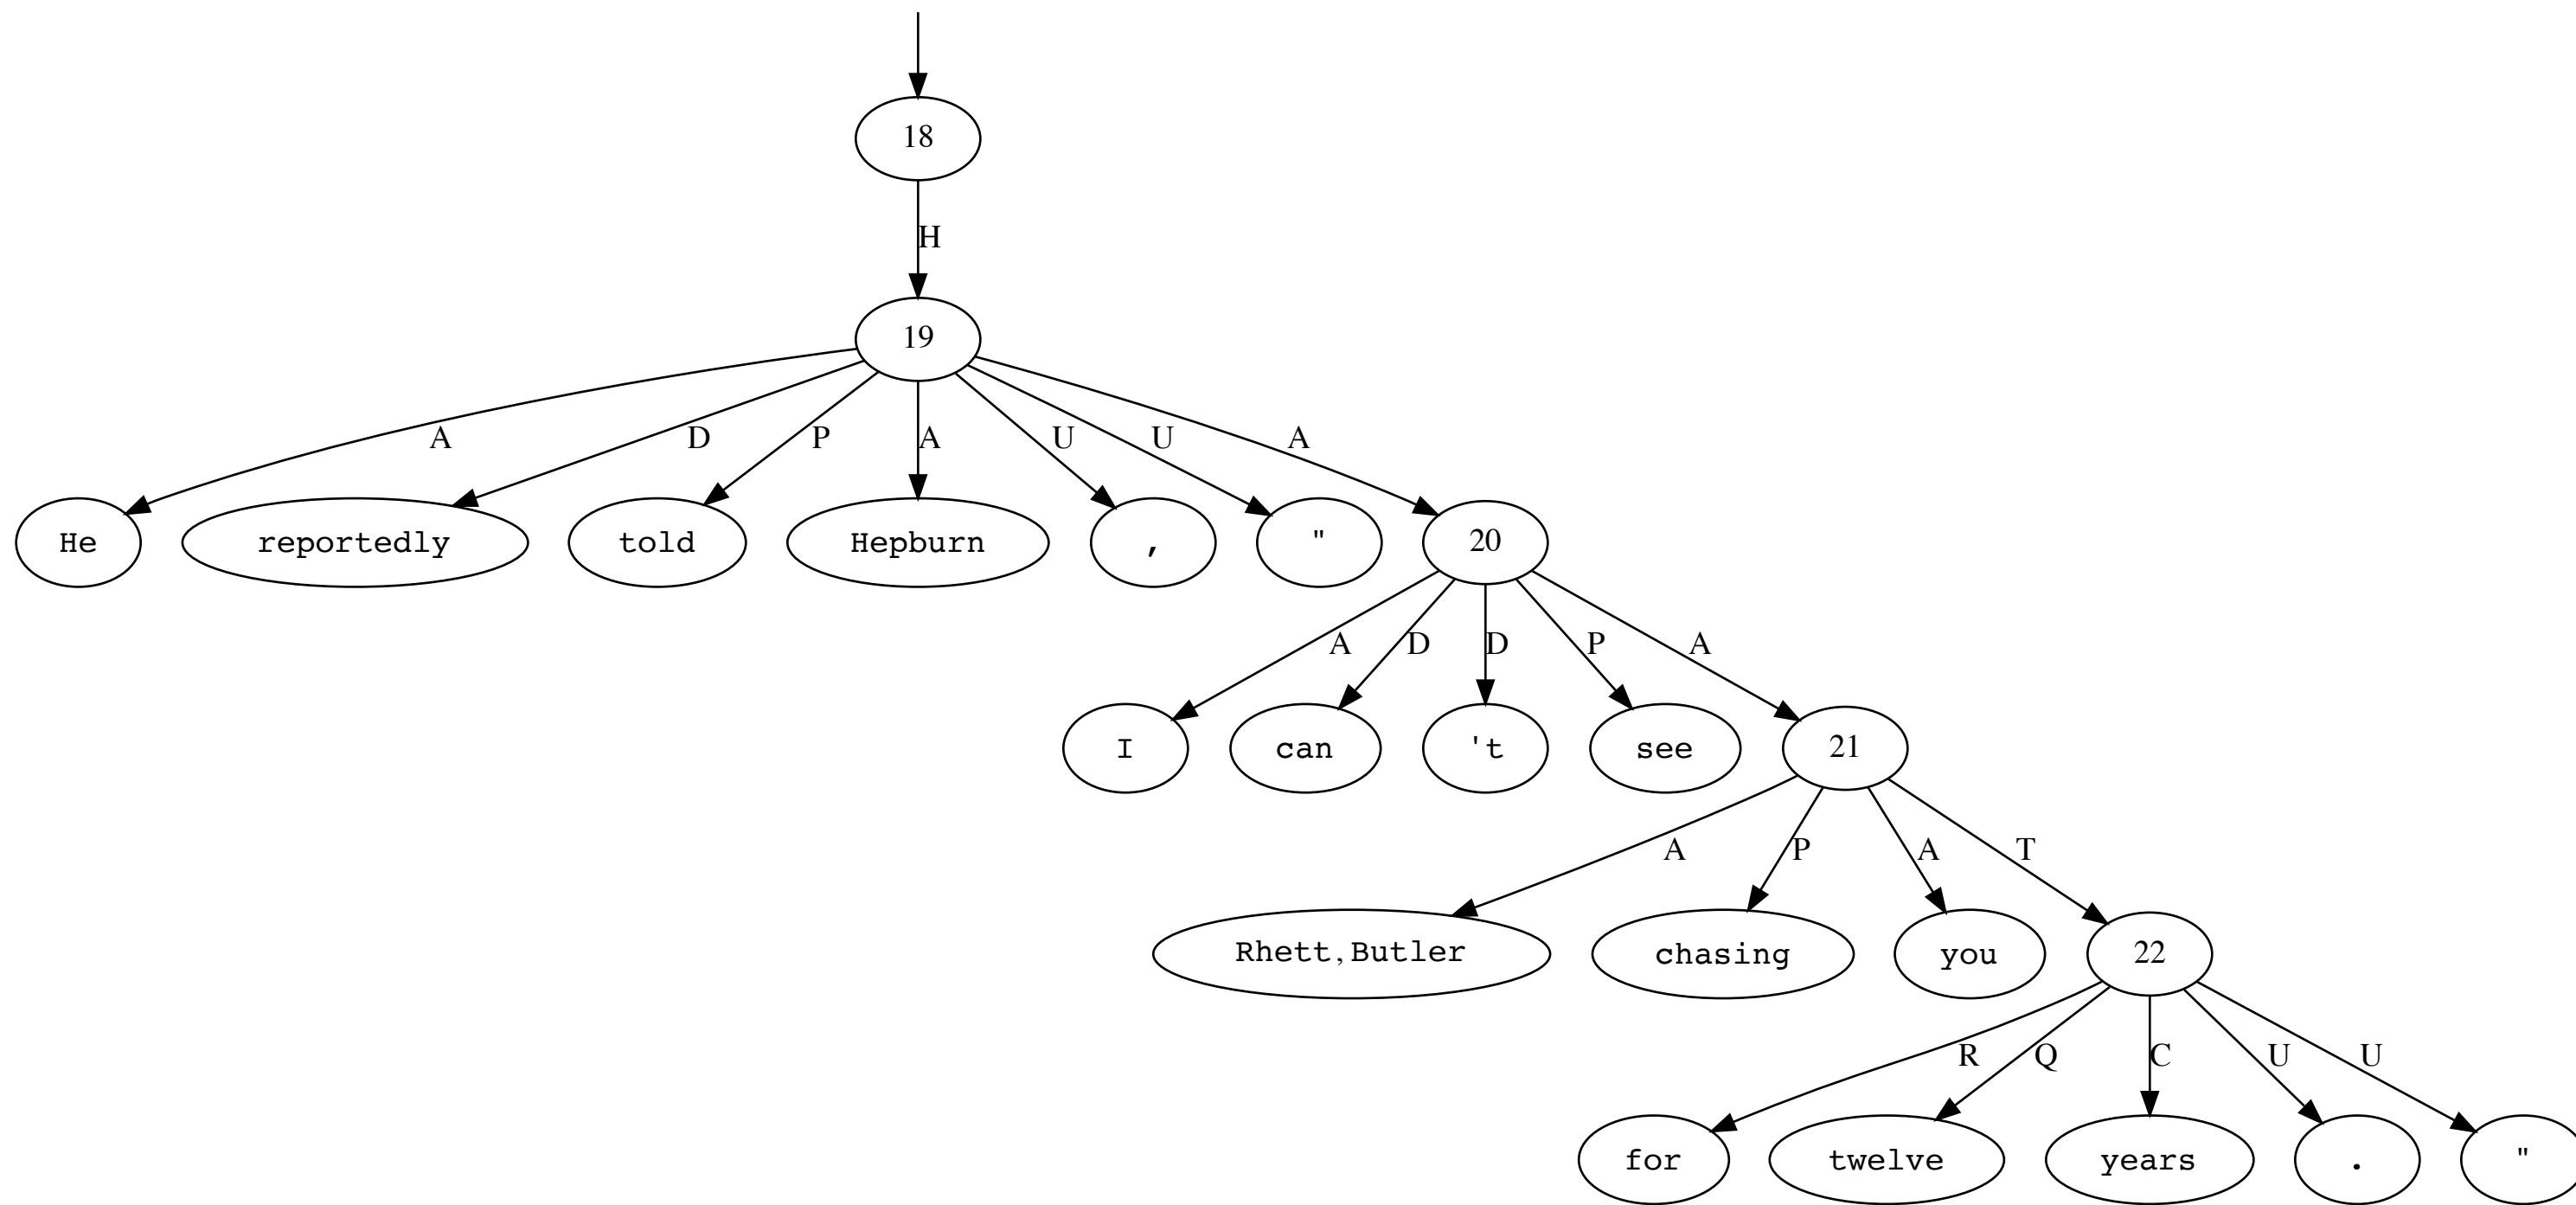 18
H
19
A D P A U U A
He reportedly told Hepburn , " 20
A D D P A
I can 't see 21
A P A T
Rhett,Butler chasing you 22
R Q C U U
for twelve years . "